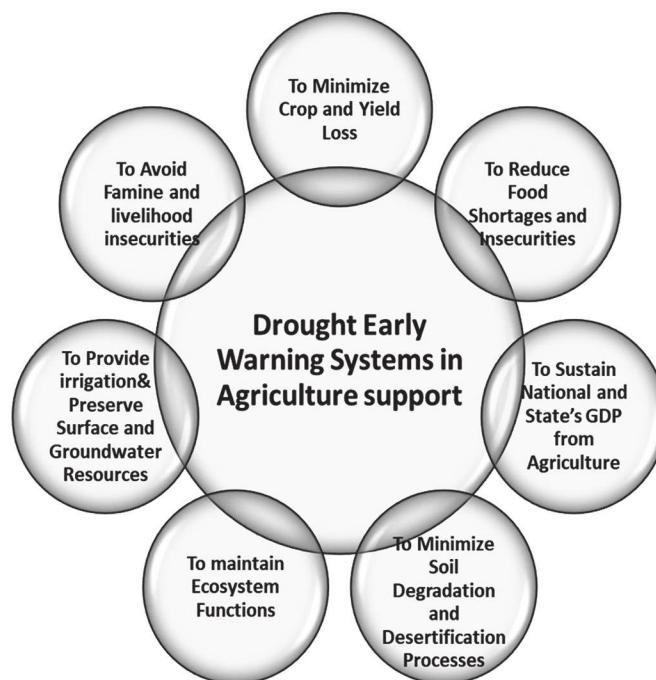 To Minimize
Crop and Yield
Loss
To Reduce
Food
Shortages and
Insecurities
To Sustain
National and
State's GDP
from
Agriculture
To Minimize
Soil
Degradation
and
Desertification
Processes
To maintain
Ecosystem
Functions
To Provide
irrigation&
Preserve
Surface and
Groundwater
Resources
To Avoid
Famine and
livelihood
insecurities
Drought Early
Warning Systems in
Agriculture support